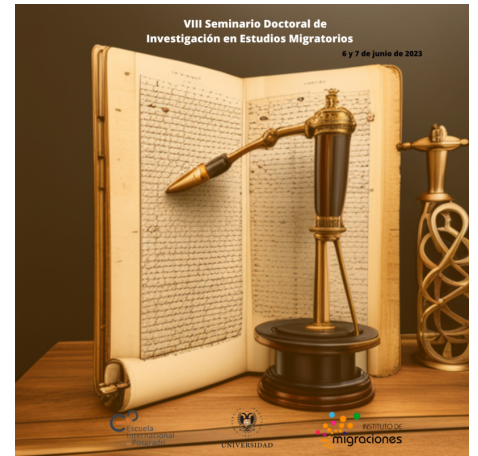 VIII Seminario Doctoral de
Investigación en Estudios Migratorios
6 y 7 de junio de 2023
Escuela
Internacional
Posgrado
UNIVERSIDAD
INSTITUTO DE
migraciones